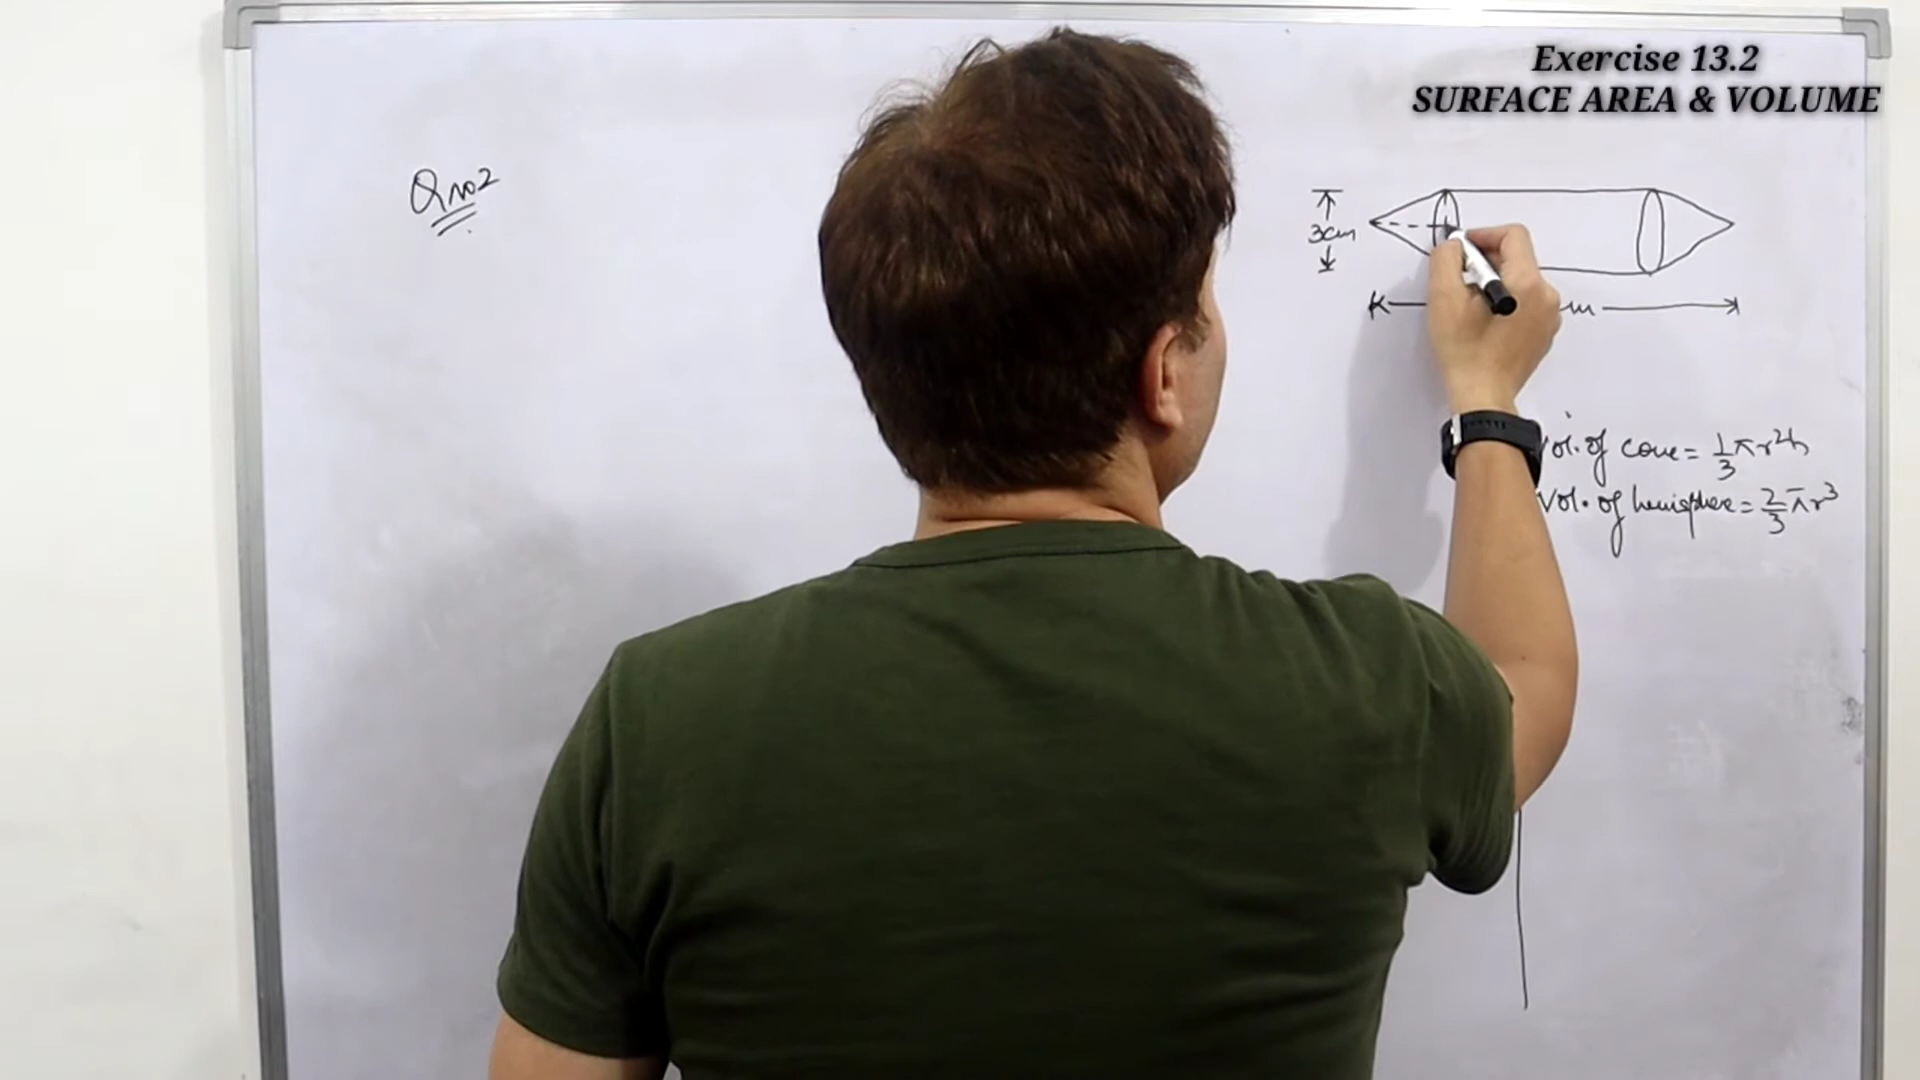 Exercise 13.2
SURFACE AREA & VOLUME
Q no 2
3cm
Vol. of cone = 1/3 πr²h
Vol. of hemisphere = 2/3 πr³